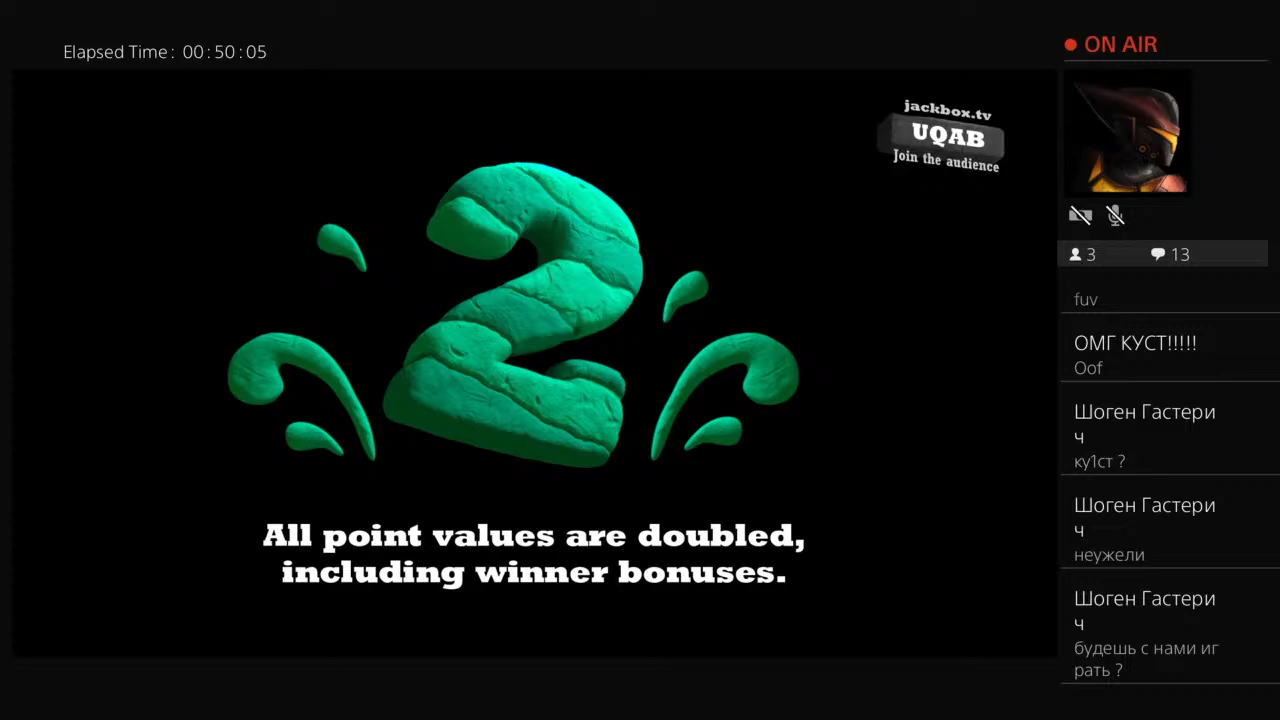 Elapsed Time: 00:50:05
ON AIR
jackbox.tv
UQAB
Join the audience
2
All point values are doubled,
including winner bonuses.
3 13
fuv
ОМГ КУСТ!!!!!
Oof
Шоген Гастери
ч
ку1ст ?
Шоген Гастери
ч
неужели
Шоген Гастери
ч
будешь с нами иг
рать ?